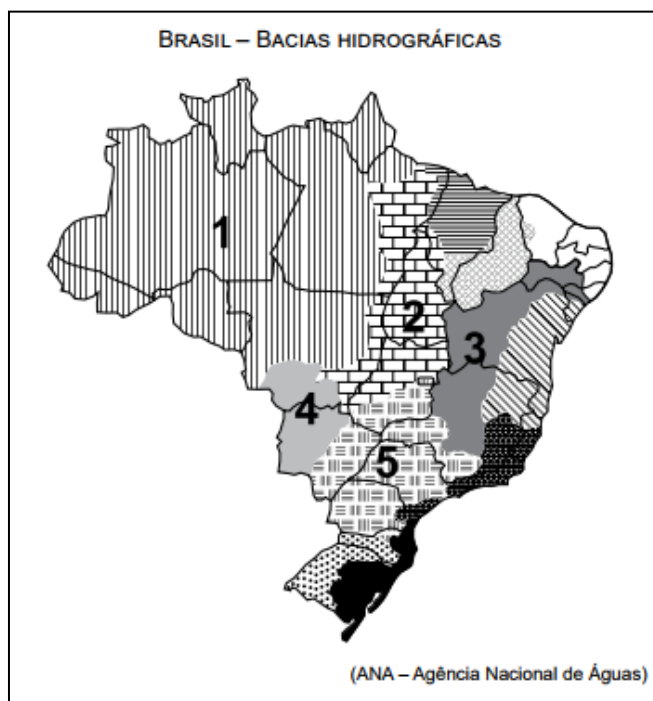 BRASIL – BACIAS HIDROGRÁFICAS
1
2
3
4
5
(ANA – Agência Nacional de Águas)